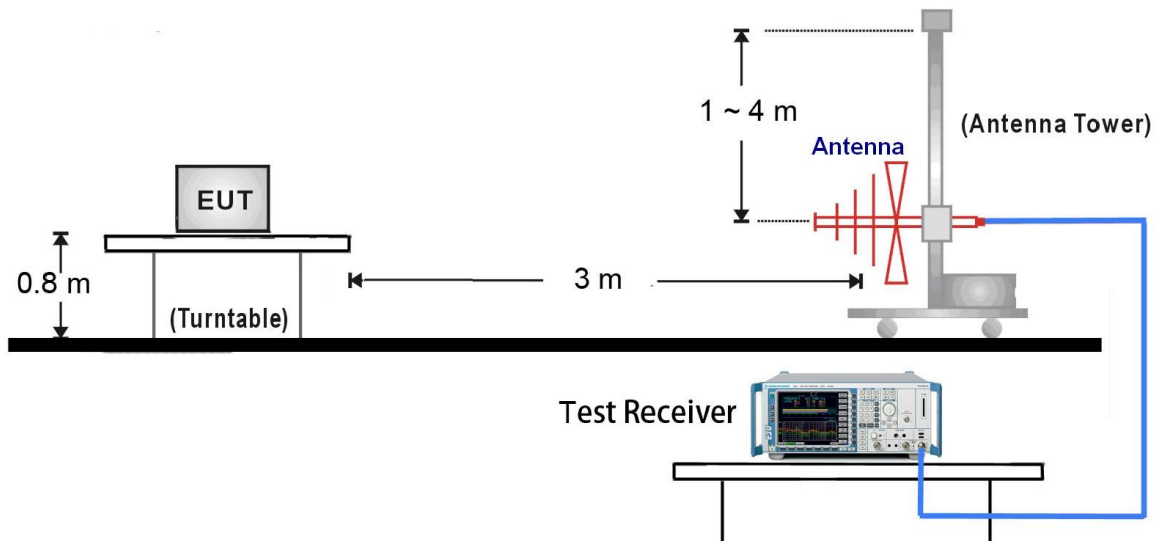 1 ~ 4 m
(Antenna Tower)
Antenna
EUT
0.8 m
3 m
(Turntable)
Test Receiver